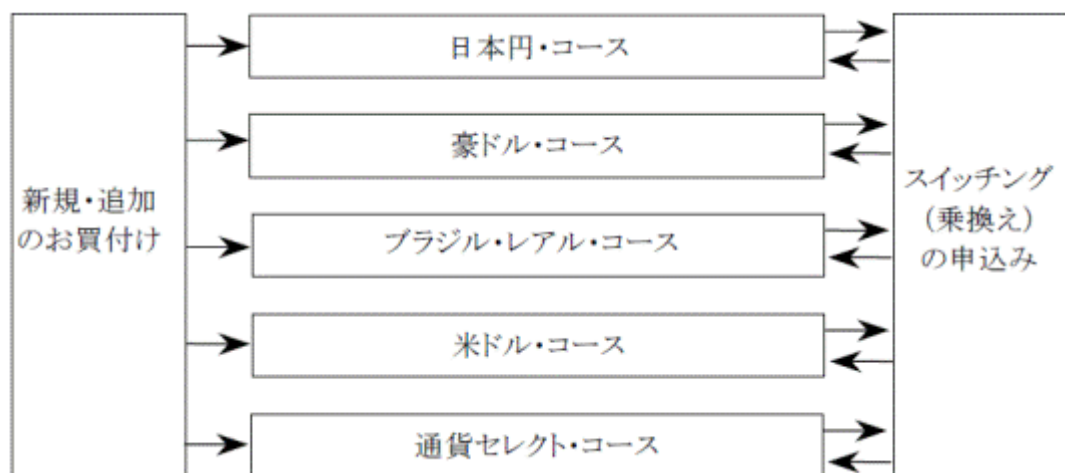 新規・追加
のお買付け
日本円・コース
豪ドル・コース
ブラジル・レアル・コース
米ドル・コース
通貨セレクト・コース
スイッチング
(乗換え)
の申込み